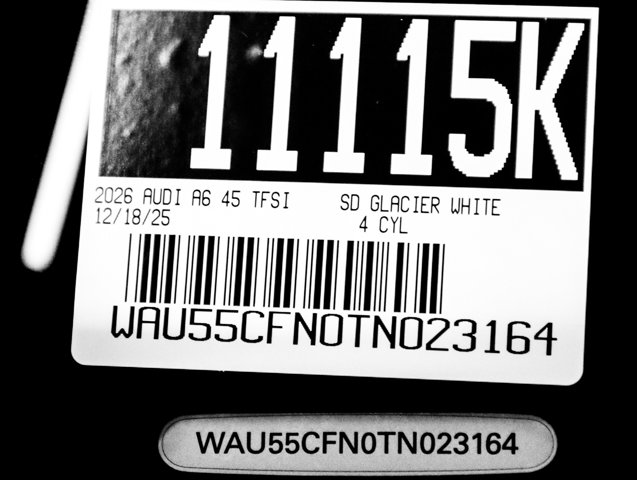 11115K
2026 AUDI A6 45 TFSI SD GLACIER WHITE
12/18/25 4 CYL
WAU55CFN0TN023164
WAU55CFN0TN023164